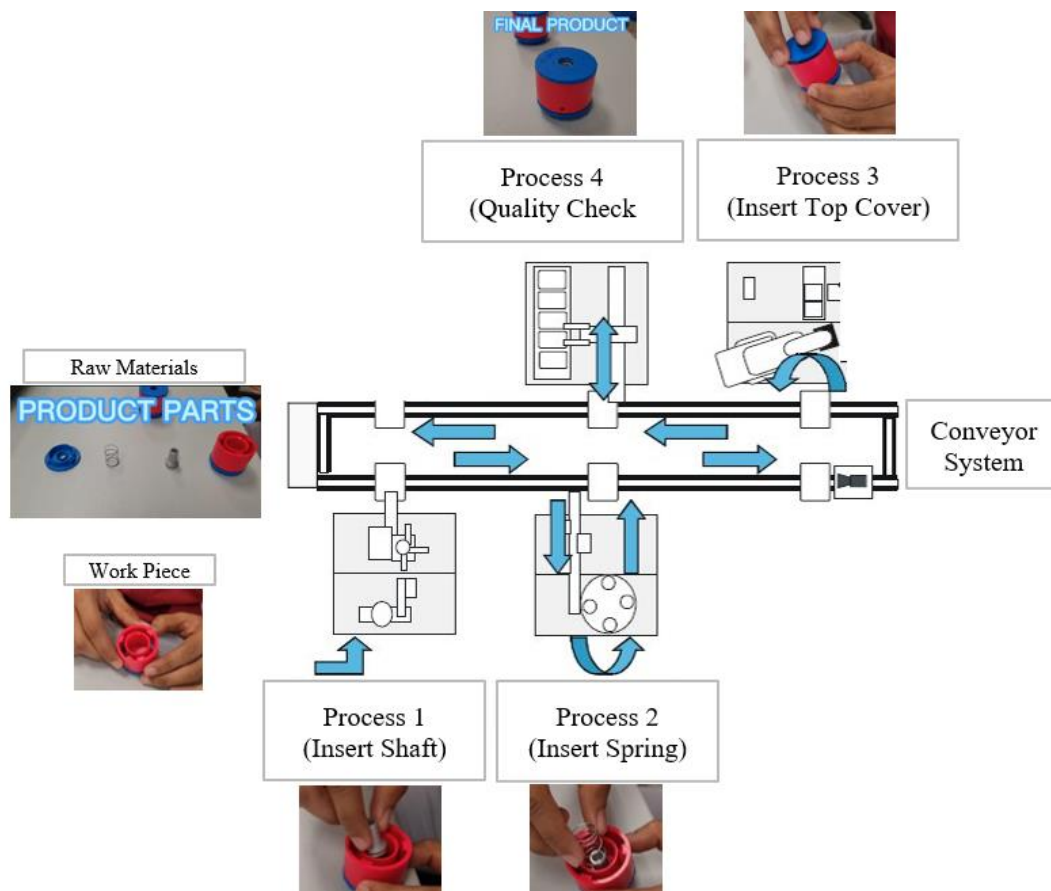 FINAL PRODUCT
Process 4
(Quality Check
Process 3
(Insert Top Cover)
Raw Materials
PRODUCT PARTS
Conveyor
System
Work Piece
Process 1
(Insert Shaft)
Process 2
(Insert Spring)